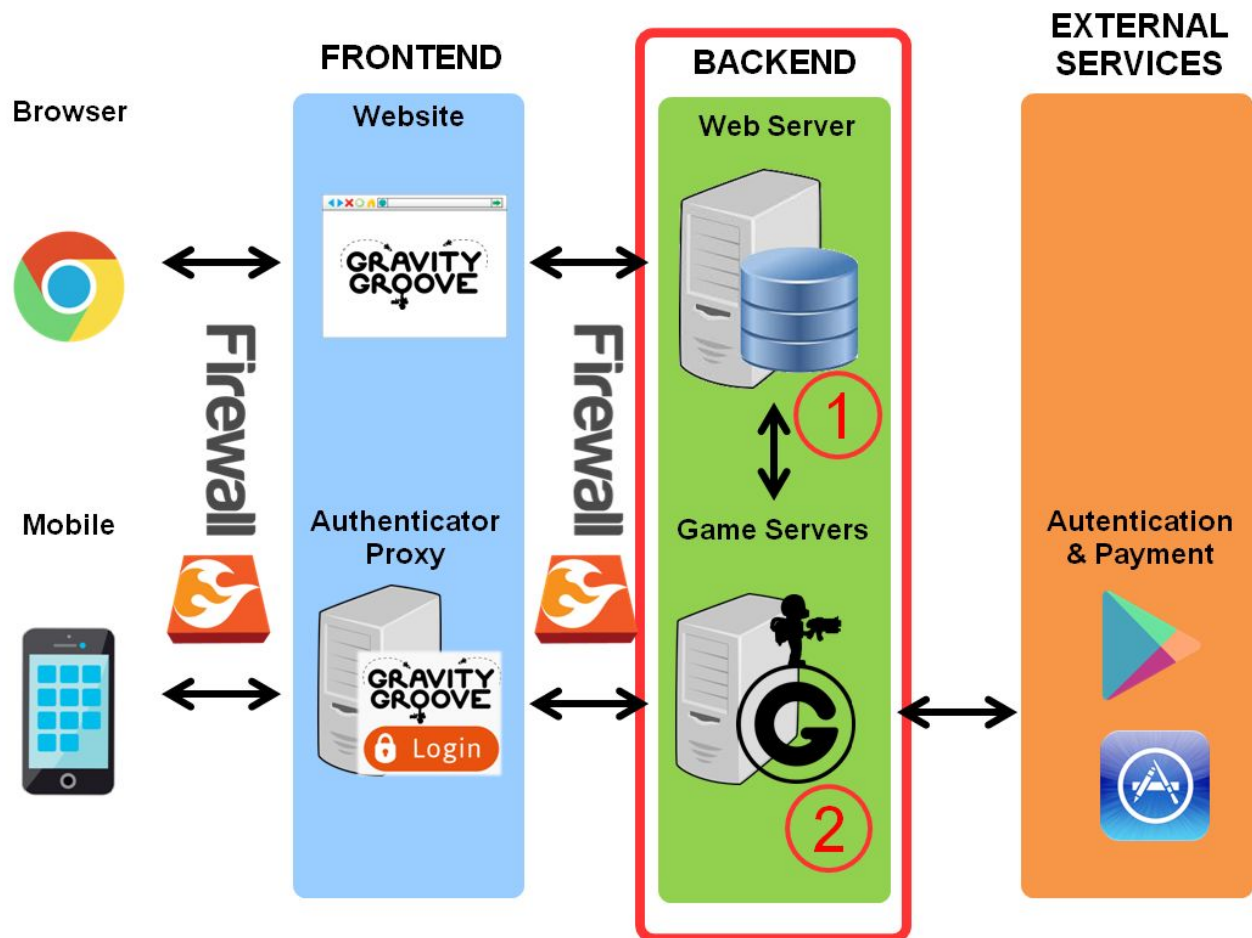 EXTERNAL
SERVICES
FRONTEND
BACKEND
Browser
Website
Web Server
GRAVITY
GROOVE
Firewall
Firewall
1
Mobile
Authenticator
Proxy
Game Servers
Autentication
& Payment
GRAVITY
GROOVE
Login
G
2